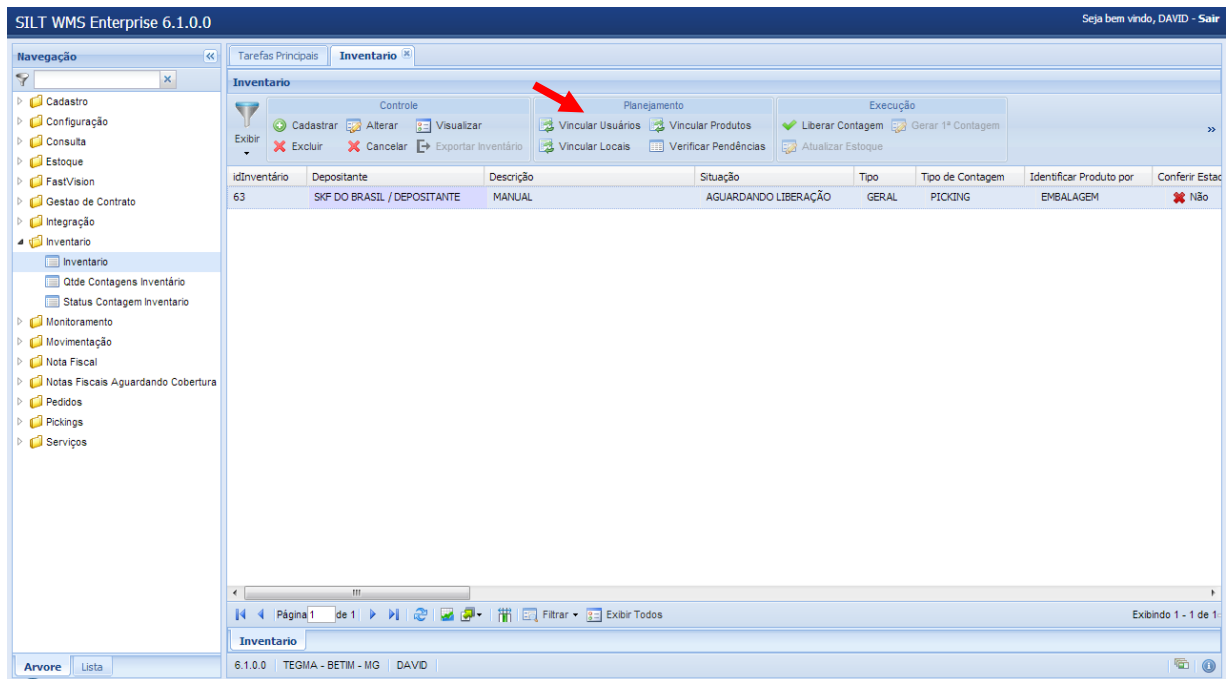 SILT WMS Enterprise 6.1.0.0
Seja bem vindo, DAVID - Sair
Navegação
Tarefas Principais
Inventario
Inventario
Cadastro
Configuração
Consulta
Estoque
FastVision
Gestao de Contrato
Integração
Inventario
Inventario
Qtde Contagens Inventário
Status Contagem Inventario
Monitoramento
Movimentação
Nota Fiscal
Notas Fiscais Aguardando Cobertura
Pedidos
Pickings
Serviços
Exibir
Controle
Cadastrar Alterar Visualizar
Excluir Cancelar Exportar Inventário
Planejamento
Vincular Usuários Vincular Produtos
Vincular Locais Verificar Pendências
Execução
Liberar Contagem Gerar 1ª Contagem
Atualizar Estoque
»
idInventário Depositante Descrição Situação Tipo Tipo de Contagem Identificar Produto por Conferir Estad
63 SKF DO BRASIL / DEPOSITANTE MANUAL AGUARDANDO LIBERAÇÃO GERAL PICKING EMBALAGEM Não
Página 1 de 1 Filtrar Exibir Todos Exibindo 1 - 1 de 1
Inventario
Arvore Lista
6.1.0.0 TEGMA - BETIM - MG DAVID